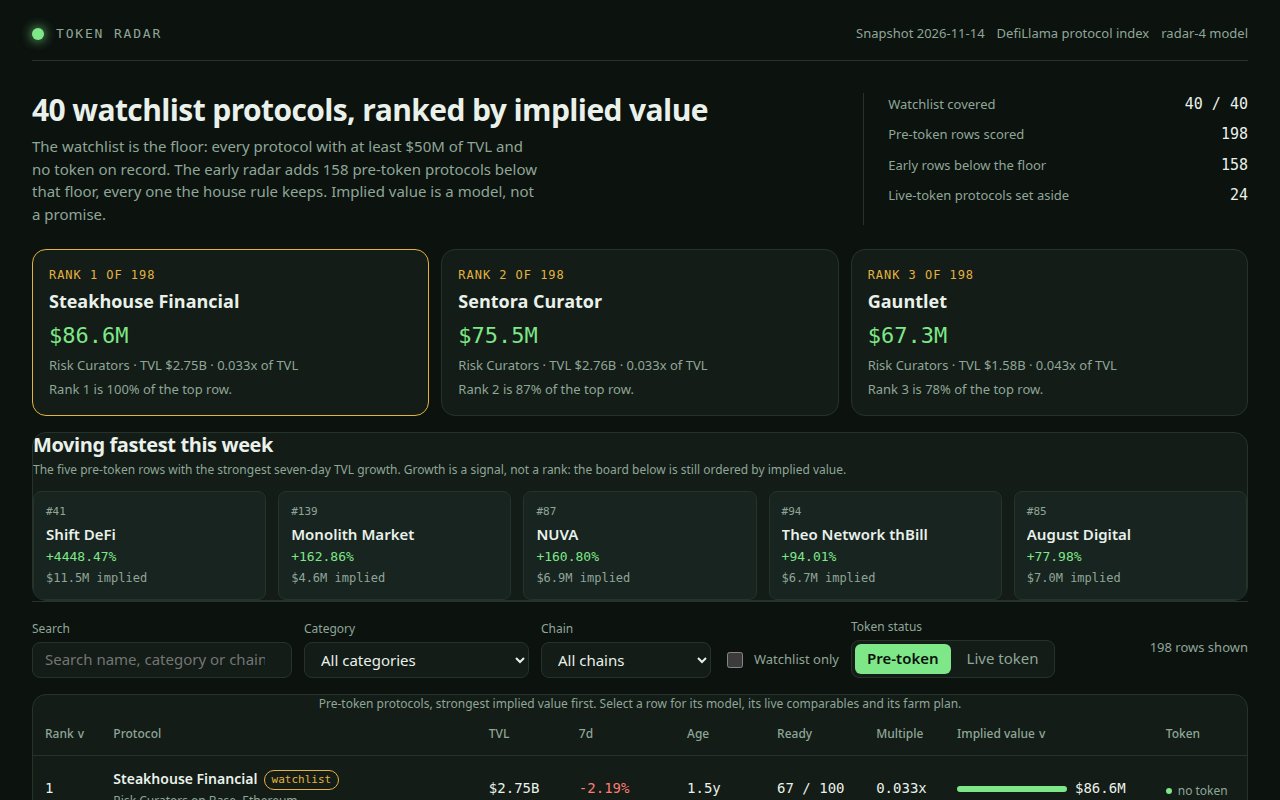 TOKEN RADAR
Snapshot 2026-11-14 DefiLlama protocol index radar-4 model
40 watchlist protocols, ranked by implied value
The watchlist is the floor: every protocol with at least $50M of TVL and
no token on record. The early radar adds 158 pre-token protocols below
that floor, every one the house rule keeps. Implied value is a model, not
a promise.
Watchlist covered 40 / 40
Pre-token rows scored 198
Early rows below the floor 158
Live-token protocols set aside 24
RANK 1 OF 198
Steakhouse Financial
$86.6M
Risk Curators · TVL $2.75B · 0.033x of TVL
Rank 1 is 100% of the top row.
RANK 2 OF 198
Sentora Curator
$75.5M
Risk Curators · TVL $2.76B · 0.033x of TVL
Rank 2 is 87% of the top row.
RANK 3 OF 198
Gauntlet
$67.3M
Risk Curators · TVL $1.58B · 0.043x of TVL
Rank 3 is 78% of the top row.
Moving fastest this week
The five pre-token rows with the strongest seven-day TVL growth. Growth is a signal, not a rank: the board below is still ordered by implied value.
#41
Shift DeFi
+4448.47%
$11.5M implied
#139
Monolith Market
+162.86%
$4.6M implied
#87
NUVA
+160.80%
$6.9M implied
#94
Theo Network thBill
+94.01%
$6.7M implied
#85
August Digital
+77.98%
$7.0M implied
Search Category Chain Token status
Search name, category or chain All categories All chains Watchlist only Pre-token Live token 198 rows shown
Pre-token protocols, strongest implied value first. Select a row for its model, its live comparables and its farm plan.
Rank v Protocol TVL 7d Age Ready Multiple Implied value v Token
1 Steakhouse Financial watchlist $2.75B -2.19% 1.5y 67 / 100 0.033x $86.6M no token
Risk Curators on Base, Ethereum